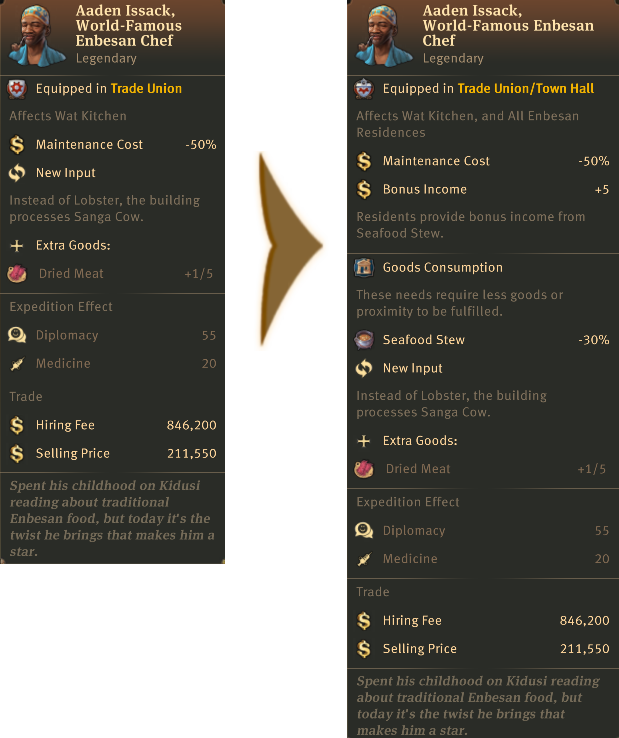 Aaden Issack,
World-Famous
Enbesan Chef
Legendary
Equipped in Trade Union
Affects Wat Kitchen
Maintenance Cost -50%
New Input
Instead of Lobster, the building
processes Sanga Cow.
Extra Goods:
Dried Meat +1/5
Expedition Effect
Diplomacy 55
Medicine 20
Trade
Hiring Fee 846,200
Selling Price 211,550
Spent his childhood on Kidusi
reading about traditional
Enbesan food, but today it's the
twist he brings that makes him a
star.
Aaden Issack,
World-Famous Enbesan
Chef
Legendary
Equipped in Trade Union/Town Hall
Affects Wat Kitchen, and All Enbesan
Residences
Maintenance Cost -50%
Bonus Income +5
Residents provide bonus income from
Seafood Stew.
Goods Consumption
These needs require less goods or
proximity to be fulfilled.
Seafood Stew -30%
New Input
Instead of Lobster, the building
processes Sanga Cow.
Extra Goods:
Dried Meat +1/5
Expedition Effect
Diplomacy 55
Medicine 20
Trade
Hiring Fee 846,200
Selling Price 211,550
Spent his childhood on Kidusi reading
about traditional Enbesan food, but
today it's the twist he brings that
makes him a star.